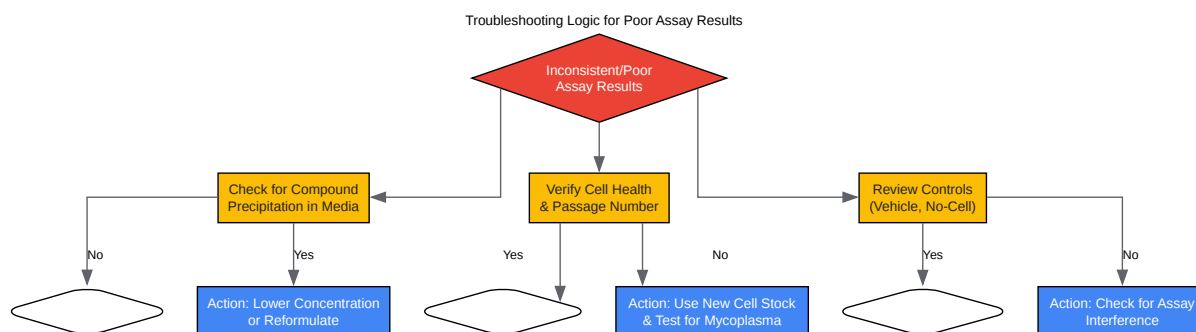 Troubleshooting Logic for Poor Assay Results
Inconsistent/Poor
Assay Results
Check for Compound
Precipitation in Media
Verify Cell Health
& Passage Number
Review Controls
(Vehicle, No-Cell)
No
Yes
Yes
No
Yes
No
Action: Lower Concentration
or Reformulate
Action: Use New Cell Stock
& Test for Mycoplasma
Action: Check for Assay
Interference